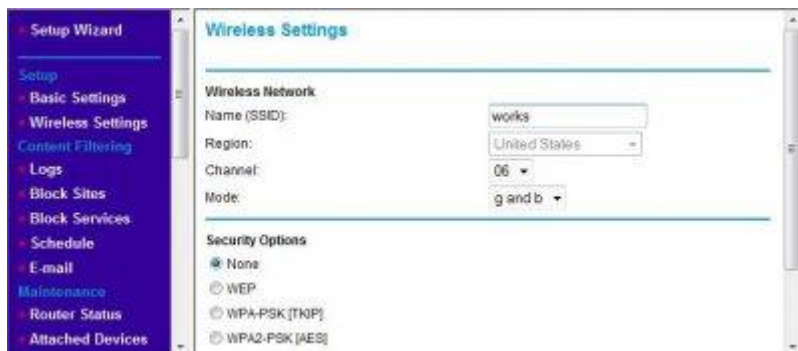 Setup Wizard
Setup
Basic Settings
Wireless Settings
Content Filtering
Logs
Block Sites
Block Services
Schedule
E-mail
Maintenance
Router Status
Attached Devices
Wireless Settings
Wireless Network
Name (SSID): works
Region: United States
Channel: 06
Mode: g and b
Security Options
None
WEP
WPA-PSK [TKIP]
WPA2-PSK [AES]